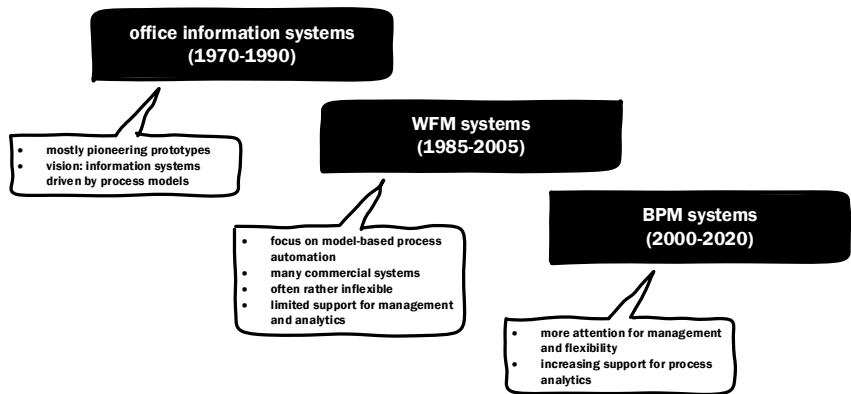 office information systems
(1970-1990)
• mostly pioneering prototypes
• vision: information systems
driven by process models
WFM systems
(1985-2005)
• focus on model-based process
automation
• many commercial systems
• often rather inflexible
• limited support for management
and analytics
BPM systems
(2000-2020)
• more attention for management
and flexibility
• increasing support for process
analytics